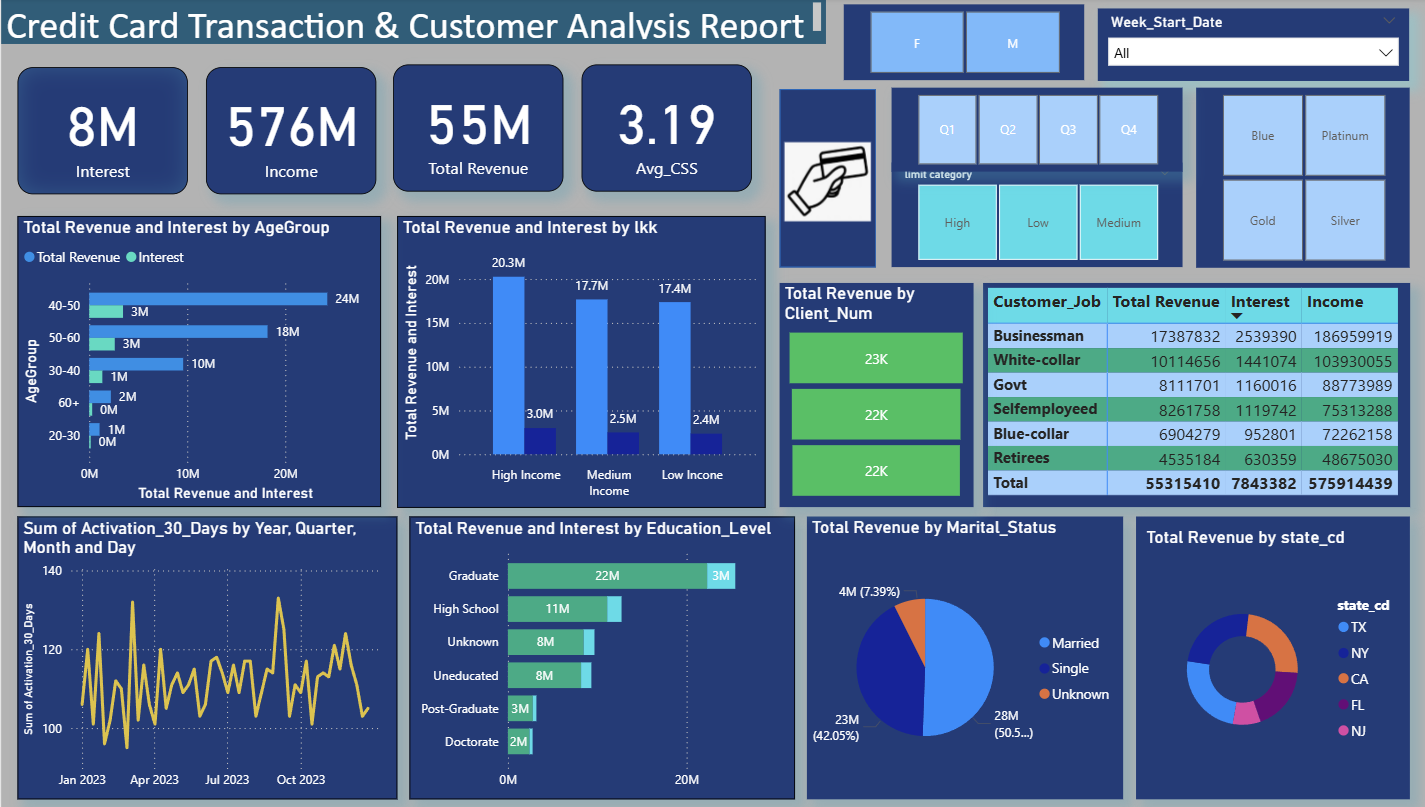 Credit Card Transaction & Customer Analysis Report
F
M
Week_Start_Date
All
8M
Interest
576M
Income
55M
Total Revenue
3.19
Avg_CSS
Q1
Q2
Q3
Q4
limit category
High
Low
Medium
Blue
Platinum
Gold
Silver
Total Revenue and Interest by AgeGroup
Total Revenue
Interest
AgeGroup
40-50
24M
3M
50-60
18M
3M
30-40
10M
1M
60+
2M
0M
20-30
1M
0M
0M
10M
20M
Total Revenue and Interest
Total Revenue and Interest by lkk
Total Revenue and Interest
20M
15M
10M
5M
0M
20.3M
3.0M
17.7M
2.5M
17.4M
2.4M
High Income
Medium
Income
Low Incone
Total Revenue by
Client_Num
23K
22K
22K
Customer_Job Total Revenue Interest Income
Businessman 17387832 2539390 186959919
White-collar 10114656 1441074 103930055
Govt 8111701 1160016 88773989
Selfemployeed 8261758 1119742 75313288
Blue-collar 6904279 952801 72262158
Retirees 4535184 630359 48675030
Total 55315410 7843382 575914439
Sum of Activation_30_Days by Year, Quarter,
Month and Day
Sum of Activation_30_Days
140
120
100
Jan 2023
Apr 2023
Jul 2023
Oct 2023
Total Revenue and Interest by Education_Level
Graduate
22M
3M
High School
11M
Unknown
8M
Uneducated
8M
Post-Graduate
3M
Doctorate
2M
0M
20M
Total Revenue by Marital_Status
4M (7.39%)
23M
(42.05%)
28M
(50.5...)
Married
Single
Unknown
Total Revenue by state_cd
state_cd
TX
NY
CA
FL
NJ